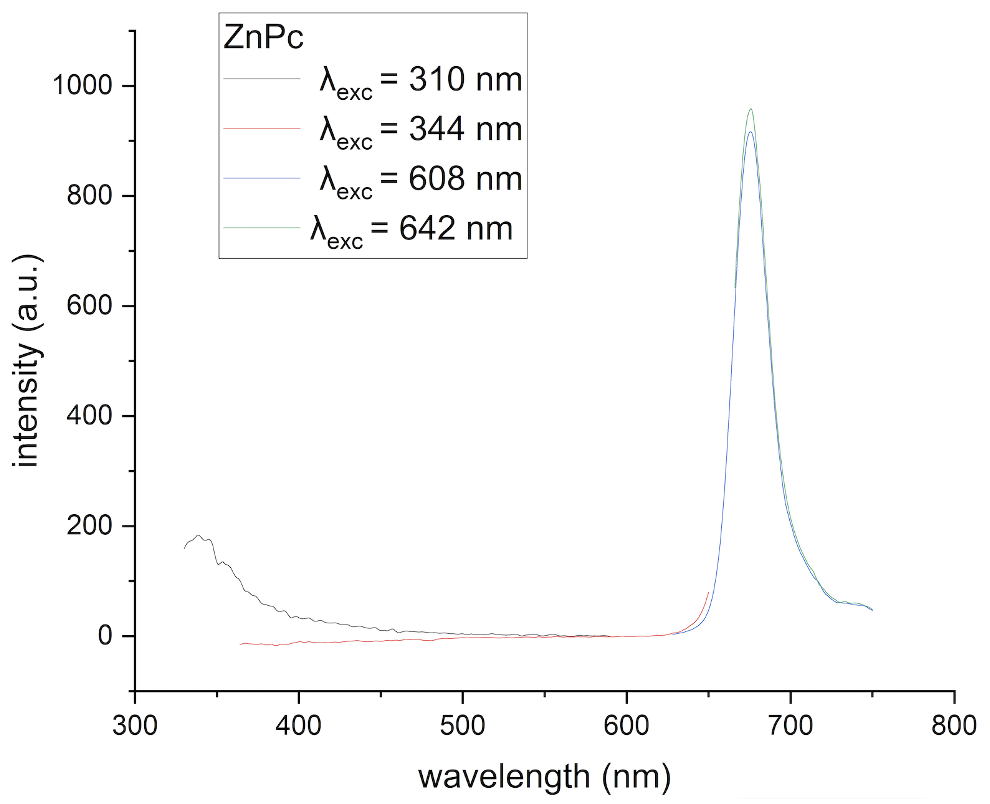 ZnPc
λexc = 310 nm
λexc = 344 nm
λexc = 608 nm
λexc = 642 nm
1000
800
600
400
200
0
intensity (a.u.)
300 400 500 600 700 800
wavelength (nm)